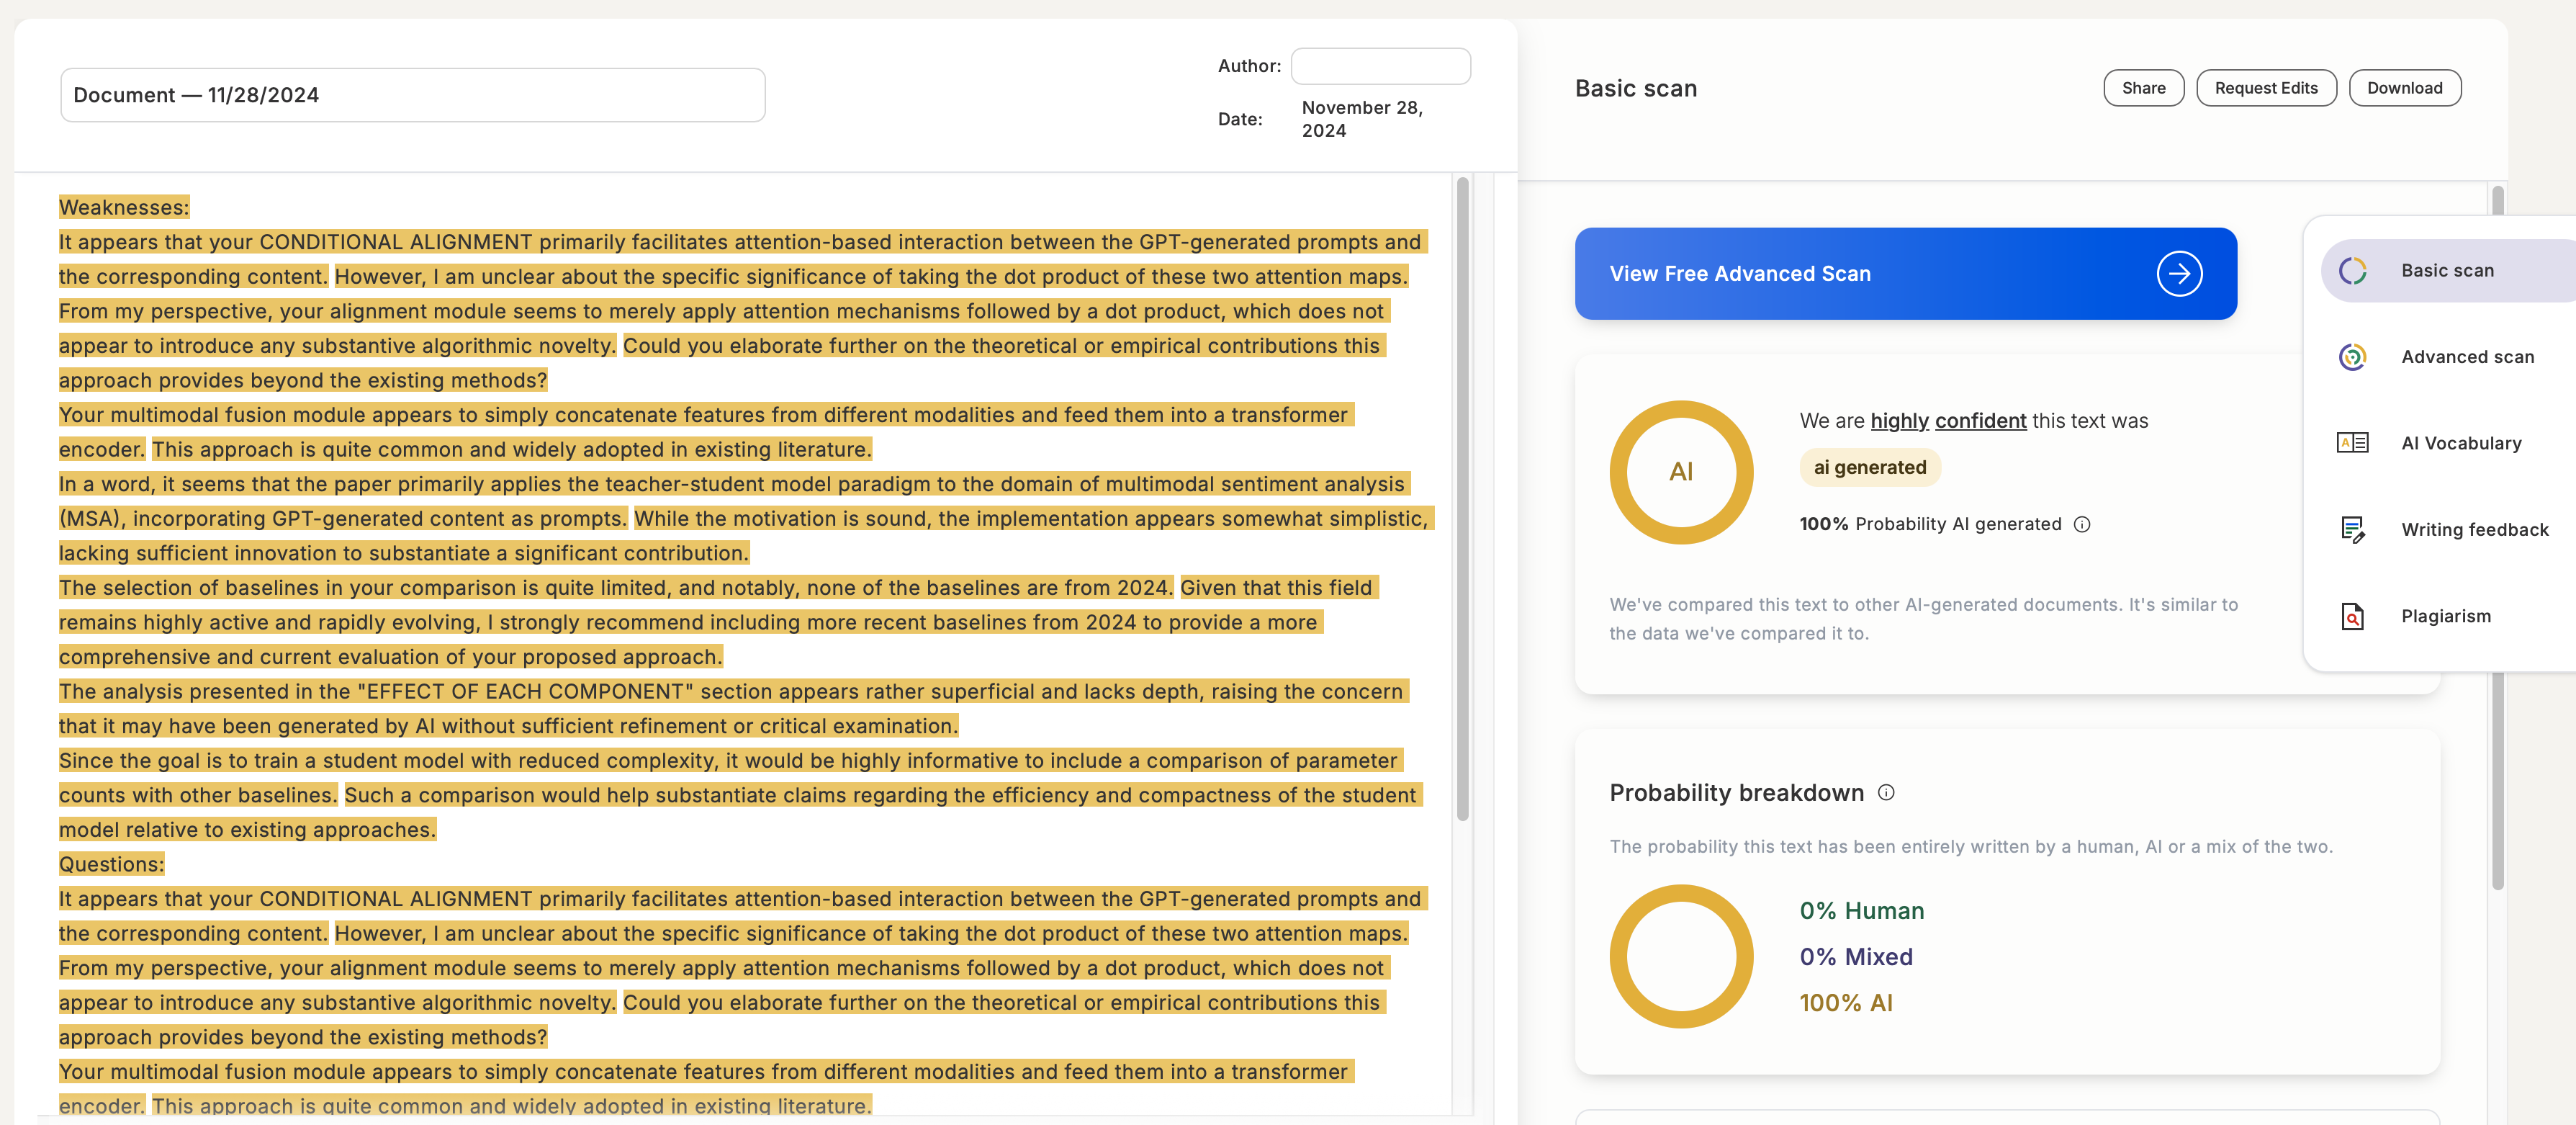 Document — 11/28/2024
Author:
Date:
November 28,
2024
Weaknesses:
It appears that your CONDITIONAL ALIGNMENT primarily facilitates attention-based interaction between the GPT-generated prompts and
the corresponding content. However, I am unclear about the specific significance of taking the dot product of these two attention maps.
From my perspective, your alignment module seems to merely apply attention mechanisms followed by a dot product, which does not
appear to introduce any substantive algorithmic novelty. Could you elaborate further on the theoretical or empirical contributions this
approach provides beyond the existing methods?
Your multimodal fusion module appears to simply concatenate features from different modalities and feed them into a transformer
encoder. This approach is quite common and widely adopted in existing literature.
In a word, it seems that the paper primarily applies the teacher-student model paradigm to the domain of multimodal sentiment analysis
(MSA), incorporating GPT-generated content as prompts. While the motivation is sound, the implementation appears somewhat simplistic,
lacking sufficient innovation to substantiate a significant contribution.
The selection of baselines in your comparison is quite limited, and notably, none of the baselines are from 2024. Given that this field
remains highly active and rapidly evolving, I strongly recommend including more recent baselines from 2024 to provide a more
comprehensive and current evaluation of your proposed approach.
The analysis presented in the "EFFECT OF EACH COMPONENT" section appears rather superficial and lacks depth, raising the concern
that it may have been generated by AI without sufficient refinement or critical examination.
Since the goal is to train a student model with reduced complexity, it would be highly informative to include a comparison of parameter
counts with other baselines. Such a comparison would help substantiate claims regarding the efficiency and compactness of the student
model relative to existing approaches.
Questions:
It appears that your CONDITIONAL ALIGNMENT primarily facilitates attention-based interaction between the GPT-generated prompts and
the corresponding content. However, I am unclear about the specific significance of taking the dot product of these two attention maps.
From my perspective, your alignment module seems to merely apply attention mechanisms followed by a dot product, which does not
appear to introduce any substantive algorithmic novelty. Could you elaborate further on the theoretical or empirical contributions this
approach provides beyond the existing methods?
Your multimodal fusion module appears to simply concatenate features from different modalities and feed them into a transformer
encoder. This approach is quite common and widely adopted in existing literature.
Basic scan
Share
Request Edits
Download
View Free Advanced Scan
AI
We are highly confident this text was
ai generated
100% Probability AI generated
We've compared this text to other AI-generated documents. It's similar to
the data we've compared it to.
Probability breakdown
The probability this text has been entirely written by a human, AI or a mix of the two.
0% Human
0% Mixed
100% AI
Basic scan
Advanced scan
A
AI Vocabulary
Writing feedback
Plagiarism